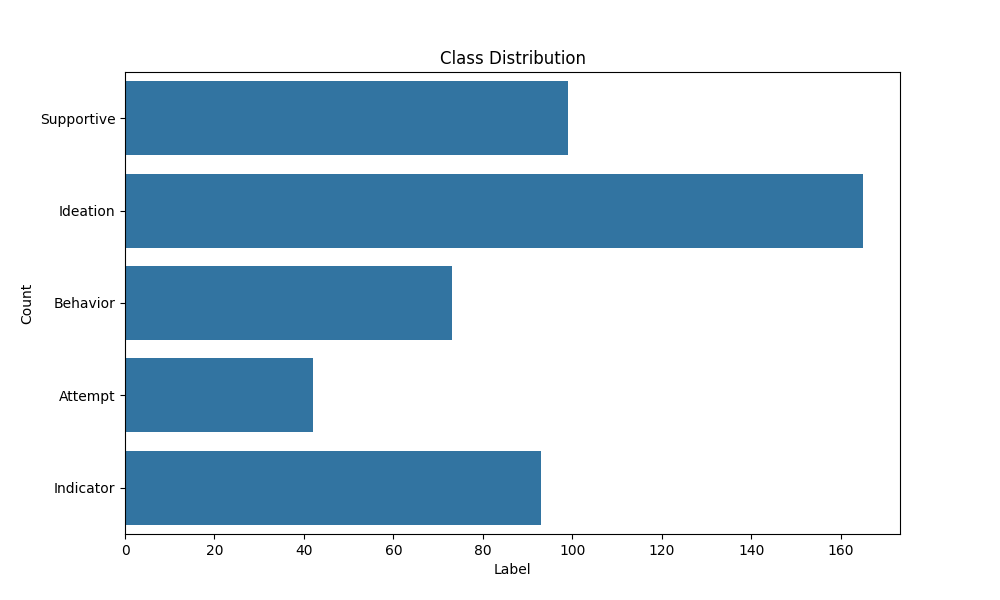 Class Distribution
Supportive
Ideation
Behavior
Attempt
Indicator
Count
0 20 40 60 80 100 120 140 160
Label